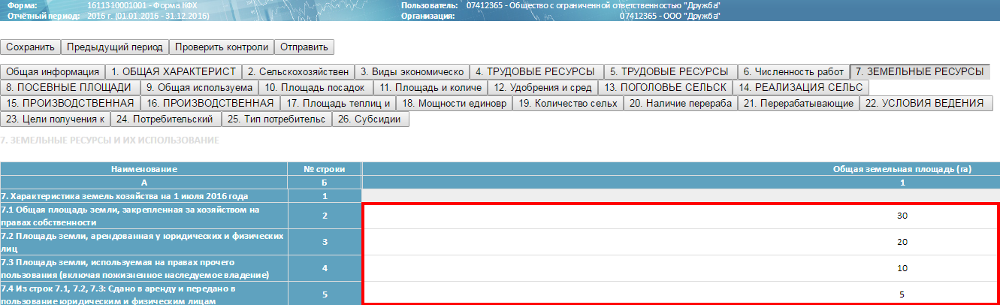 Форма: 1611310001001 - Форма КФХ Пользователь: 07412365 - Общество с ограниченной ответственностью "Дружба"
Отчётный период: 2016 г. (01.01.2016 - 31.12.2016) Организация: 07412365 - ООО "Дружба"
Сохранить Предыдущий период Проверить контроли Отправить
Общая информация 1. ОБЩАЯ ХАРАКТЕРИСТ 2. Сельскохозяйствен 3. Виды экономическо 4. ТРУДОВЫЕ РЕСУРСЫ 5. ТРУДОВЫЕ РЕСУРСЫ 6. Численность работ 7. ЗЕМЕЛЬНЫЕ РЕСУРСЫ
8. ПОСЕВНЫЕ ПЛОЩАДИ 9. Общая используема 10. Площадь посадок 11. Площадь и количе 12. Удобрения и сред 13. ПОГОЛОВЬЕ СЕЛЬСК 14. РЕАЛИЗАЦИЯ СЕЛЬС
15. ПРОИЗВОДСТВЕННАЯ 16. ПРОИЗВОДСТВЕННАЯ 17. Площадь теплиц и 18. Мощности единовр 19. Количество сельх 20. Наличие перераба 21. Перерабатывающие 22. УСЛОВИЯ ВЕДЕНИЯ
23. Цели получения к 24. Потребительский 25. Тип потребительс 26. Субсидии
7. ЗЕМЕЛЬНЫЕ РЕСУРСЫ И ИХ ИСПОЛЬЗОВАНИЕ
Наименование № строки Общая земельная площадь (га)
А Б 1
7. Характеристика земель хозяйства на 1 июля 2016 года 1
7.1 Общая площадь земли, закрепленная за хозяйством на
правах собственности 2 30
7.2 Площадь земли, арендованная у юридических и физических
лиц 3 20
7.3 Площадь земли, используемая на правах прочего
пользования (включая пожизненное наследуемое владение) 4 10
7.4 Из строк 7.1, 7.2, 7.3: Сдано в аренду и передано в
пользование юридическим и физическим лицам 5 5